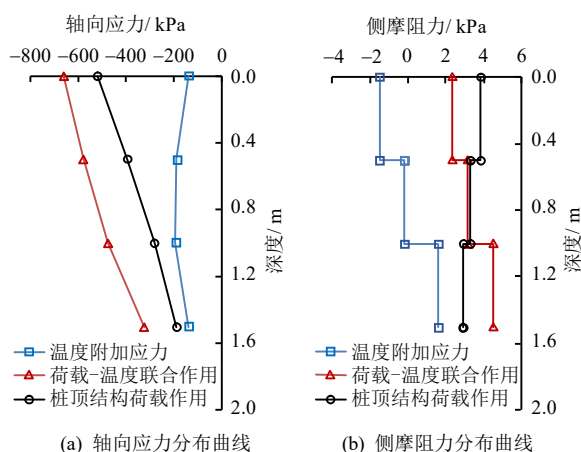 轴向应力/ kPa
−800 −600 −400 −200 0
0.0
0.4
0.8
1.2
1.6
2.0
深度/ m
温度附加应力
荷载−温度联合作用
桩顶结构荷载作用
(a) 轴向应力分布曲线
侧摩阻力/ kPa
−4 −2 0 2 4 6
0.0
0.4
0.8
1.2
1.6
2.0
深度/ m
温度附加应力
荷载−温度联合作用
桩顶结构荷载作用
(b) 侧摩阻力分布曲线